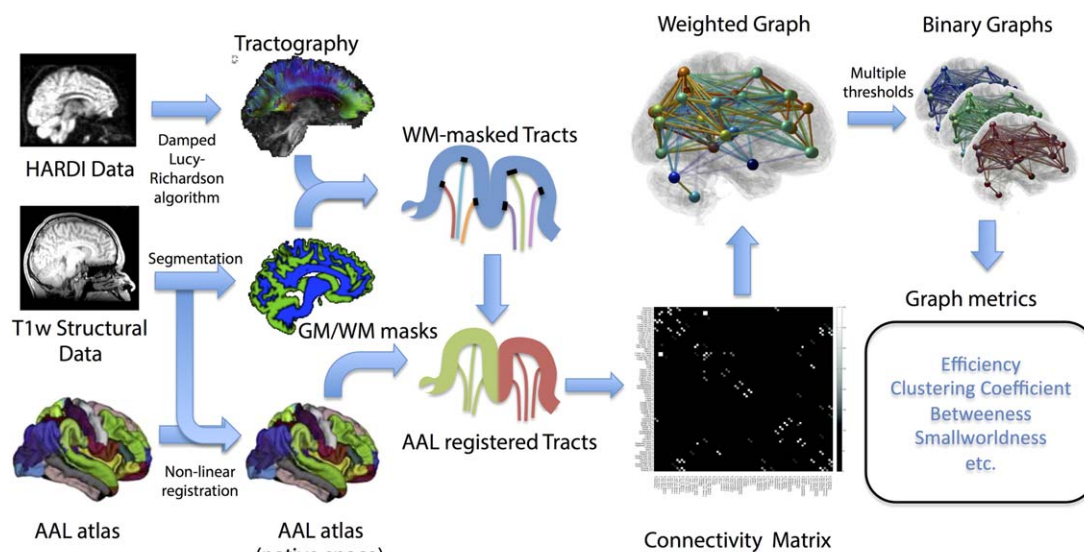 Tractography
HARDI Data
Damped
Lucy-
Richardson
algorithm
WM-masked Tracts
Weighted Graph
Multiple
thresholds
Binary Graphs
T1w Structural
Data
Segmentation
GM/WM masks
AAL registered Tracts
AAL atlas
Non-linear
registration
AAL atlas
(native space)
Connectivity Matrix
Graph metrics
Efficiency
Clustering Coefficient
Betweeness
Smallworldness
etc.